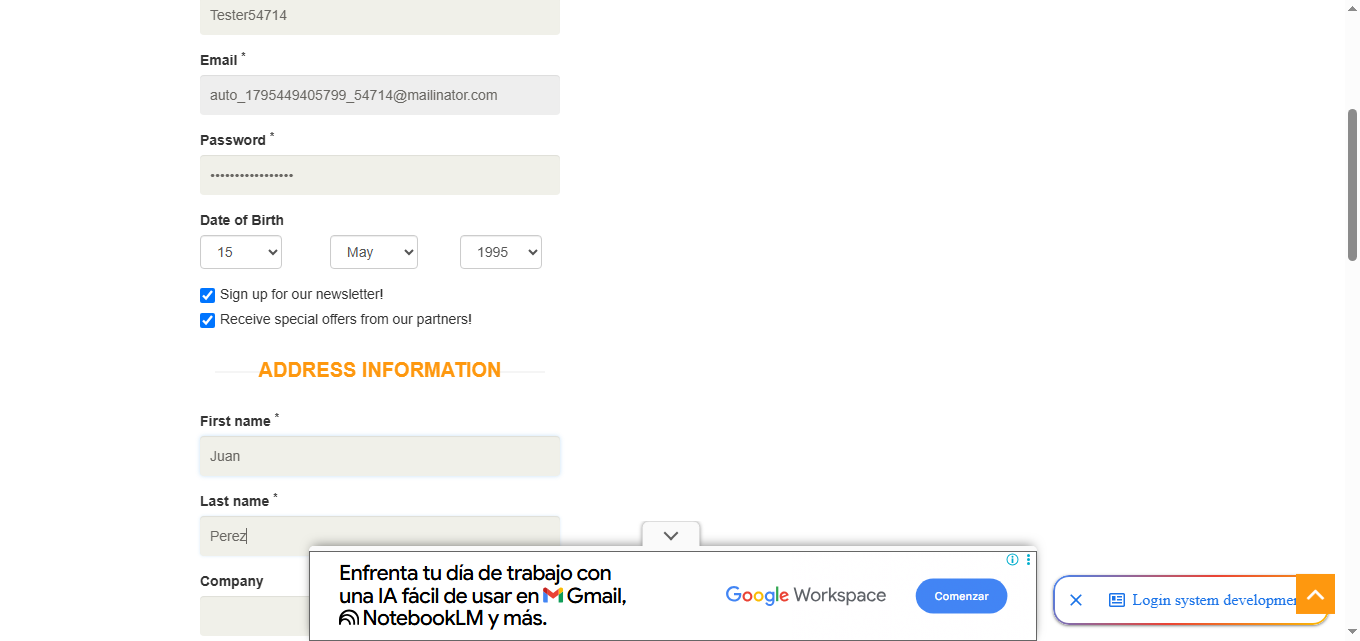 Tester54714
Email *
auto_1795449405799_54714@mailinator.com
Password *
•••••••••••••••••
Date of Birth
15 May 1995
Sign up for our newsletter!
Receive special offers from our partners!
ADDRESS INFORMATION
First name *
Juan
Last name *
Perez
Company
Enfrenta tu día de trabajo con
una IA fácil de usar en Gmail,
NotebookLM y más.
Google Workspace
Comenzar
Login system developmer